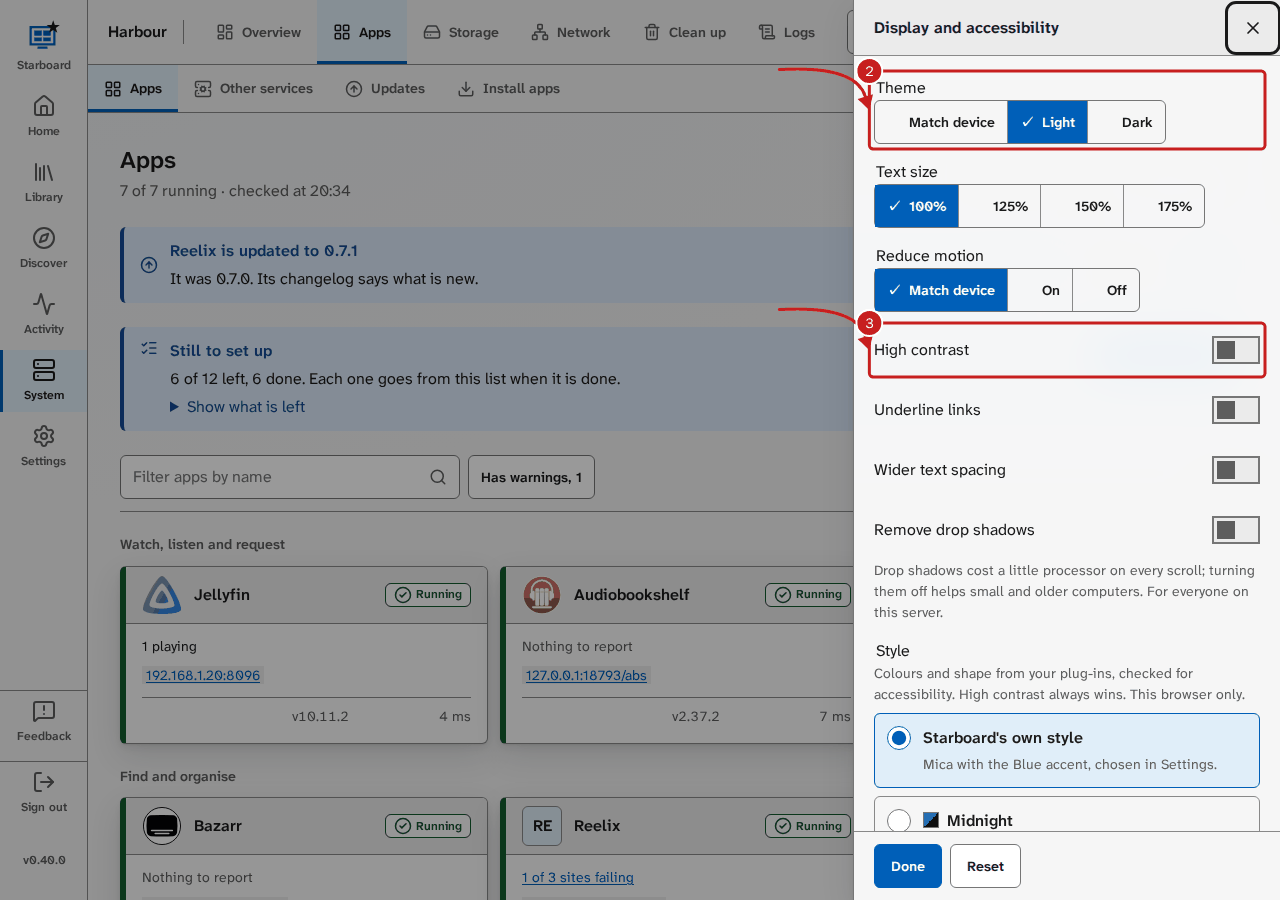 Starboard
Home
Library
Discover
Activity
System
Settings
Feedback
Sign out
v0.40.0
Harbour
Overview
Apps
Storage
Network
Clean up
Logs
Apps
Other services
Updates
Install apps
Apps
7 of 7 running · checked at 20:34
Reelix is updated to 0.7.1
It was 0.7.0. Its changelog says what is new.
Still to set up
6 of 12 left, 6 done. Each one goes from this list when it is done.
Show what is left
Filter apps by name
Has warnings, 1
Watch, listen and request
Jellyfin
Running
1 playing
192.168.1.20:8096
v10.11.2
4 ms
Audiobookshelf
Running
Nothing to report
127.0.0.1:18793/abs
v2.37.2
7 ms
Find and organise
Bazarr
Running
Nothing to report
RE
Reelix
Running
1 of 3 sites failing
Display and accessibility
2
Theme
Match device
✓ Light
Dark
Text size
✓ 100%
125%
150%
175%
Reduce motion
✓ Match device
On
Off
3
High contrast
Underline links
Wider text spacing
Remove drop shadows
Drop shadows cost a little processor on every scroll; turning
them off helps small and older computers. For everyone on
this server.
Style
Colours and shape from your plug-ins, checked for
accessibility. High contrast always wins. This browser only.
Starboard's own style
Mica with the Blue accent, chosen in Settings.
Midnight
Done
Reset